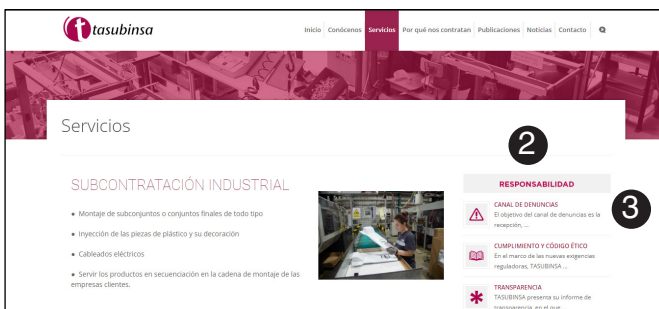 tasubinsa
Inicio Conócenos Servicios Por qué nos contratan Publicaciones Noticias Contacto
Servicios
2
SUBCONTRATACIÓN INDUSTRIAL
• Montaje de subconjuntos o conjuntos finales de todo tipo
• Inyección de las piezas de plástico y su decoración
• Cableados eléctricos
• Servir los productos en secuenciación en la cadena de montaje de las
empresas clientes.
RESPONSABILIDAD
3
CANAL DE DENUNCIAS
El objetivo del canal de denuncias es la
recepción, ...
CUMPLIMIENTO Y CÓDIGO ÉTICO
En el marco de las nuevas exigencias
reguladoras, TASUBINSA ...
TRANSPARENCIA
TASUBINSA presenta su informe de
transparencia, en el que